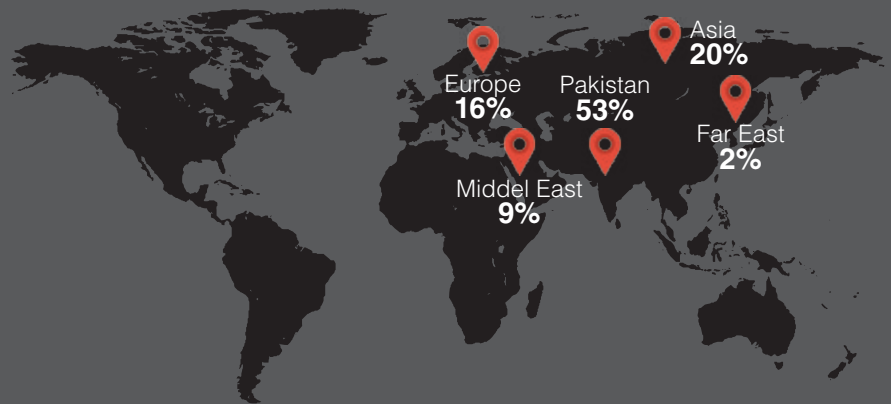 Asia
20%
Europe
16%
Pakistan
53%
Far East
2%
Middel East
9%